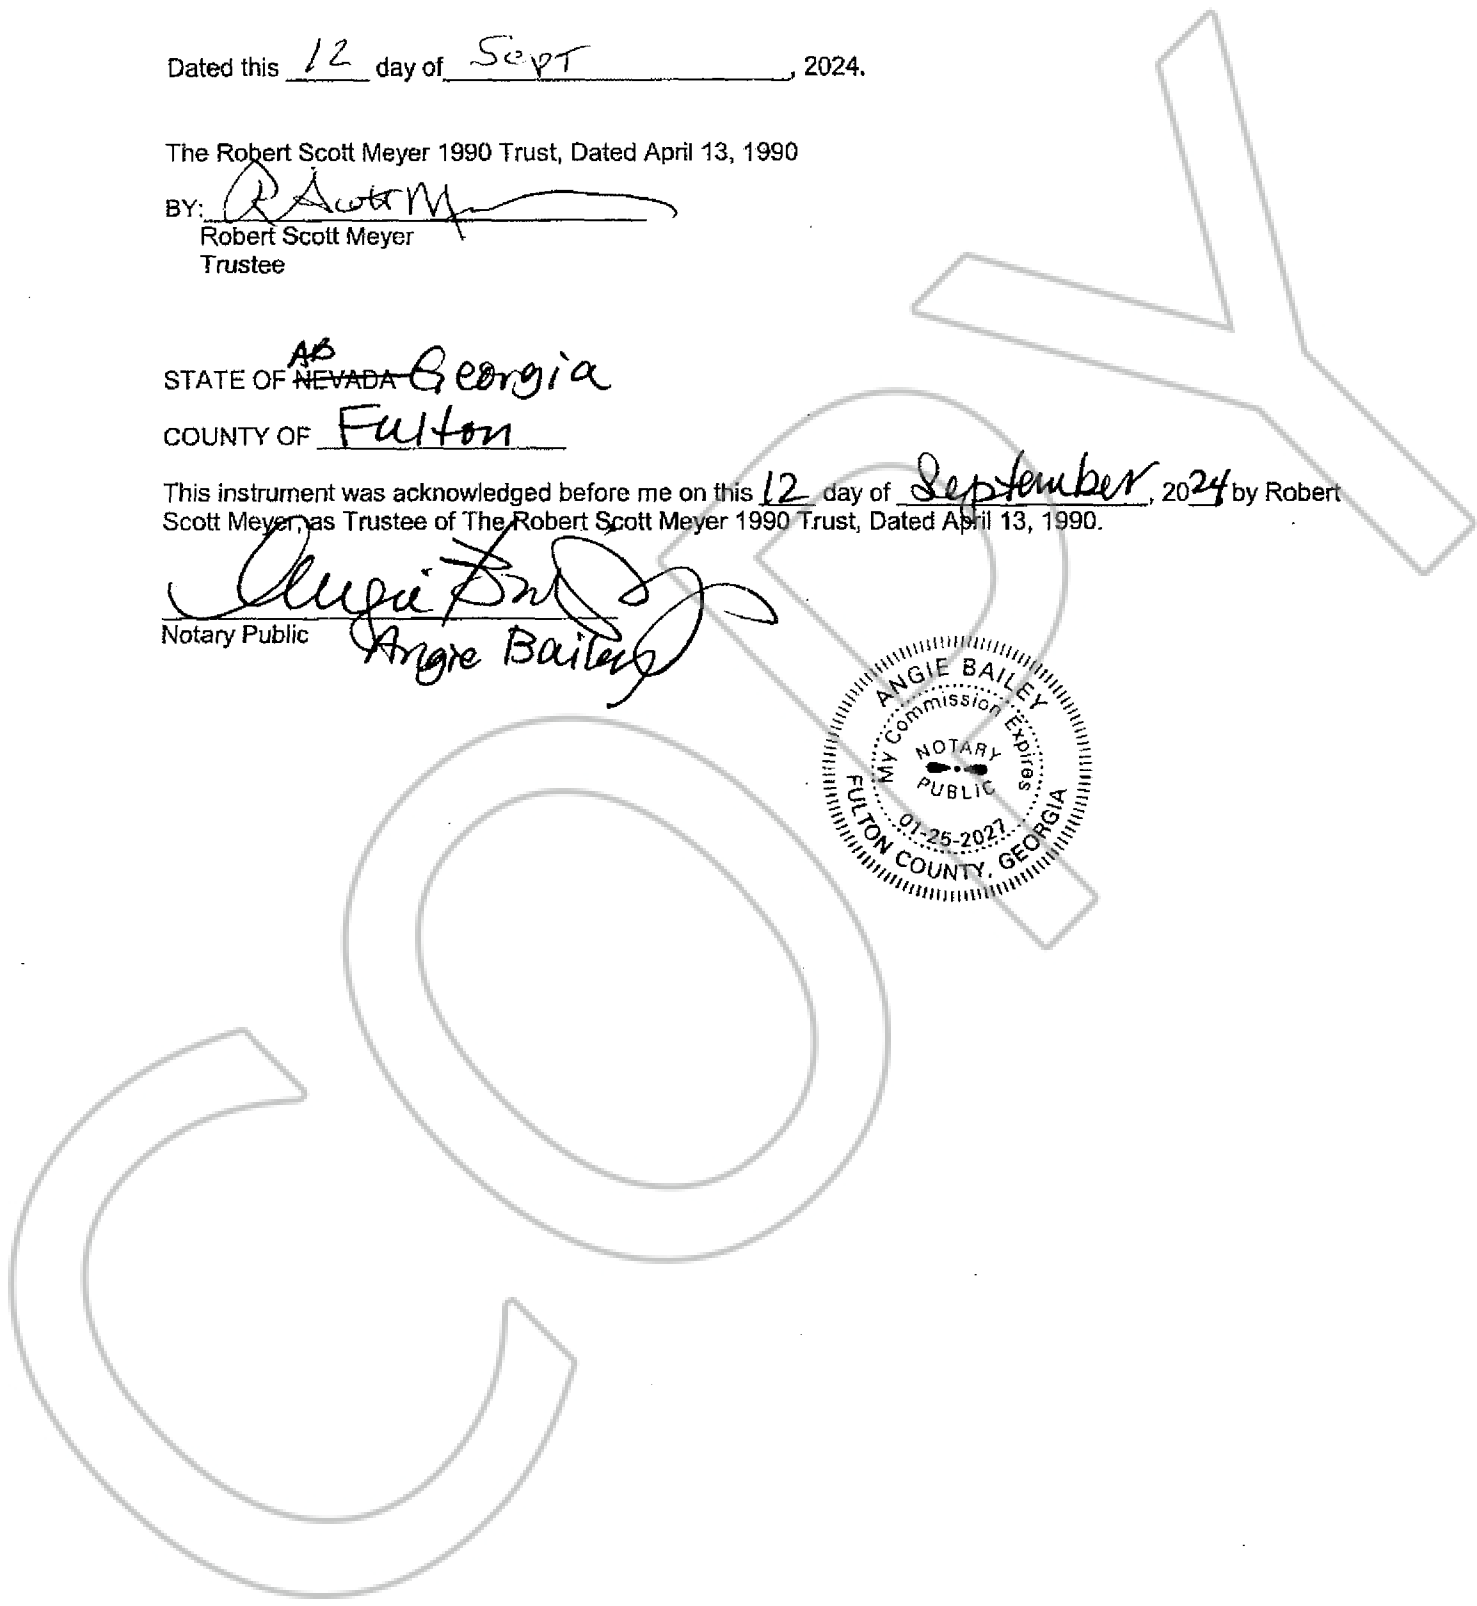 Dated this 12 day of Sept, 2024.
The Robert Scott Meyer 1990 Trust, Dated April 13, 1990
BY: R Scott M
Robert Scott Meyer
Trustee
AB
STATE OF NEVADA Georgia
COUNTY OF Fulton
This instrument was acknowledged before me on this 12 day of September, 2024 by Robert
Scott Meyer, as Trustee of The Robert Scott Meyer 1990 Trust, Dated April 13, 1990.
Angie Bailey
Notary Public
Angie Bailey
ANGIE BAILEY
My Commission Expires
NOTARY
PUBLIC
01-25-2027
FULTON COUNTY, GEORGIA
COPY